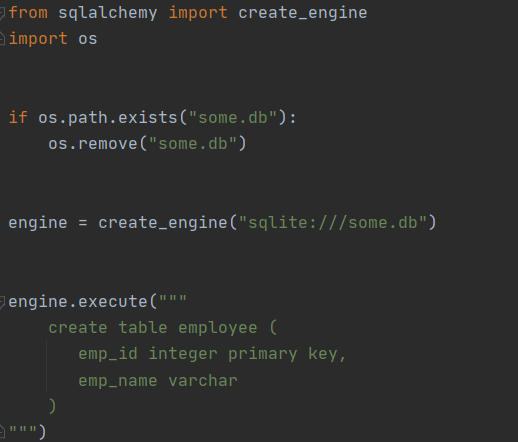 from sqlalchemy import create_engine
import os
if os.path.exists("some.db"):
    os.remove("some.db")
engine = create_engine("sqlite:///some.db")
engine.execute("""
    create table employee (
       emp_id integer primary key,
       emp_name varchar
    )
""")